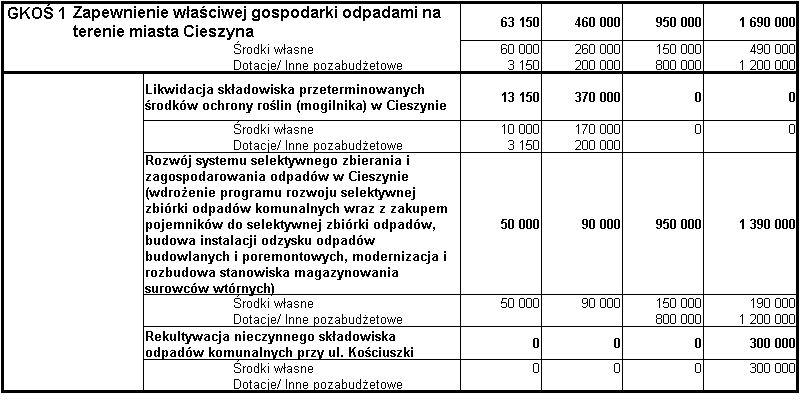 GKOŚ 1 Zapewnienie właściwej gospodarki odpadami na 63 150 460 000 950 000 1 690 000
terenie miasta Cieszyna
Środki własne 60 000 260 000 150 000 490 000
Dotacje/ Inne pozabudżetowe 3 150 200 000 800 000 1 200 000
Likwidacja składowiska przeterminowanych 13 150 370 000 0 0
środków ochrony roślin (mogilnika) w Cieszynie
Środki własne 10 000 170 000 0 0
Dotacje/ Inne pozabudżetowe 3 150 200 000
Rozwój systemu selektywnego zbierania i
zagospodarowania odpadów w Cieszynie
(wdrożenie programu rozwoju selektywnej
zbiórki odpadów komunalnych wraz z zakupem
pojemników do selektywnej zbiórki odpadów, 50 000 90 000 950 000 1 390 000
budowa instalacji odzysku odpadów
budowlanych i poremontowych, modernizacja i
rozbudowa stanowiska magazynowania
surowców wtórnych)
Środki własne 50 000 90 000 150 000 190 000
Dotacje/ Inne pozabudżetowe 800 000 1 200 000
Rekultywacja nieczynnego składowiska 0 0 0 300 000
odpadów komunalnych przy ul. Kościuszki
Środki własne 0 0 0 300 000
Dotacje/ Inne pozabudżetowe